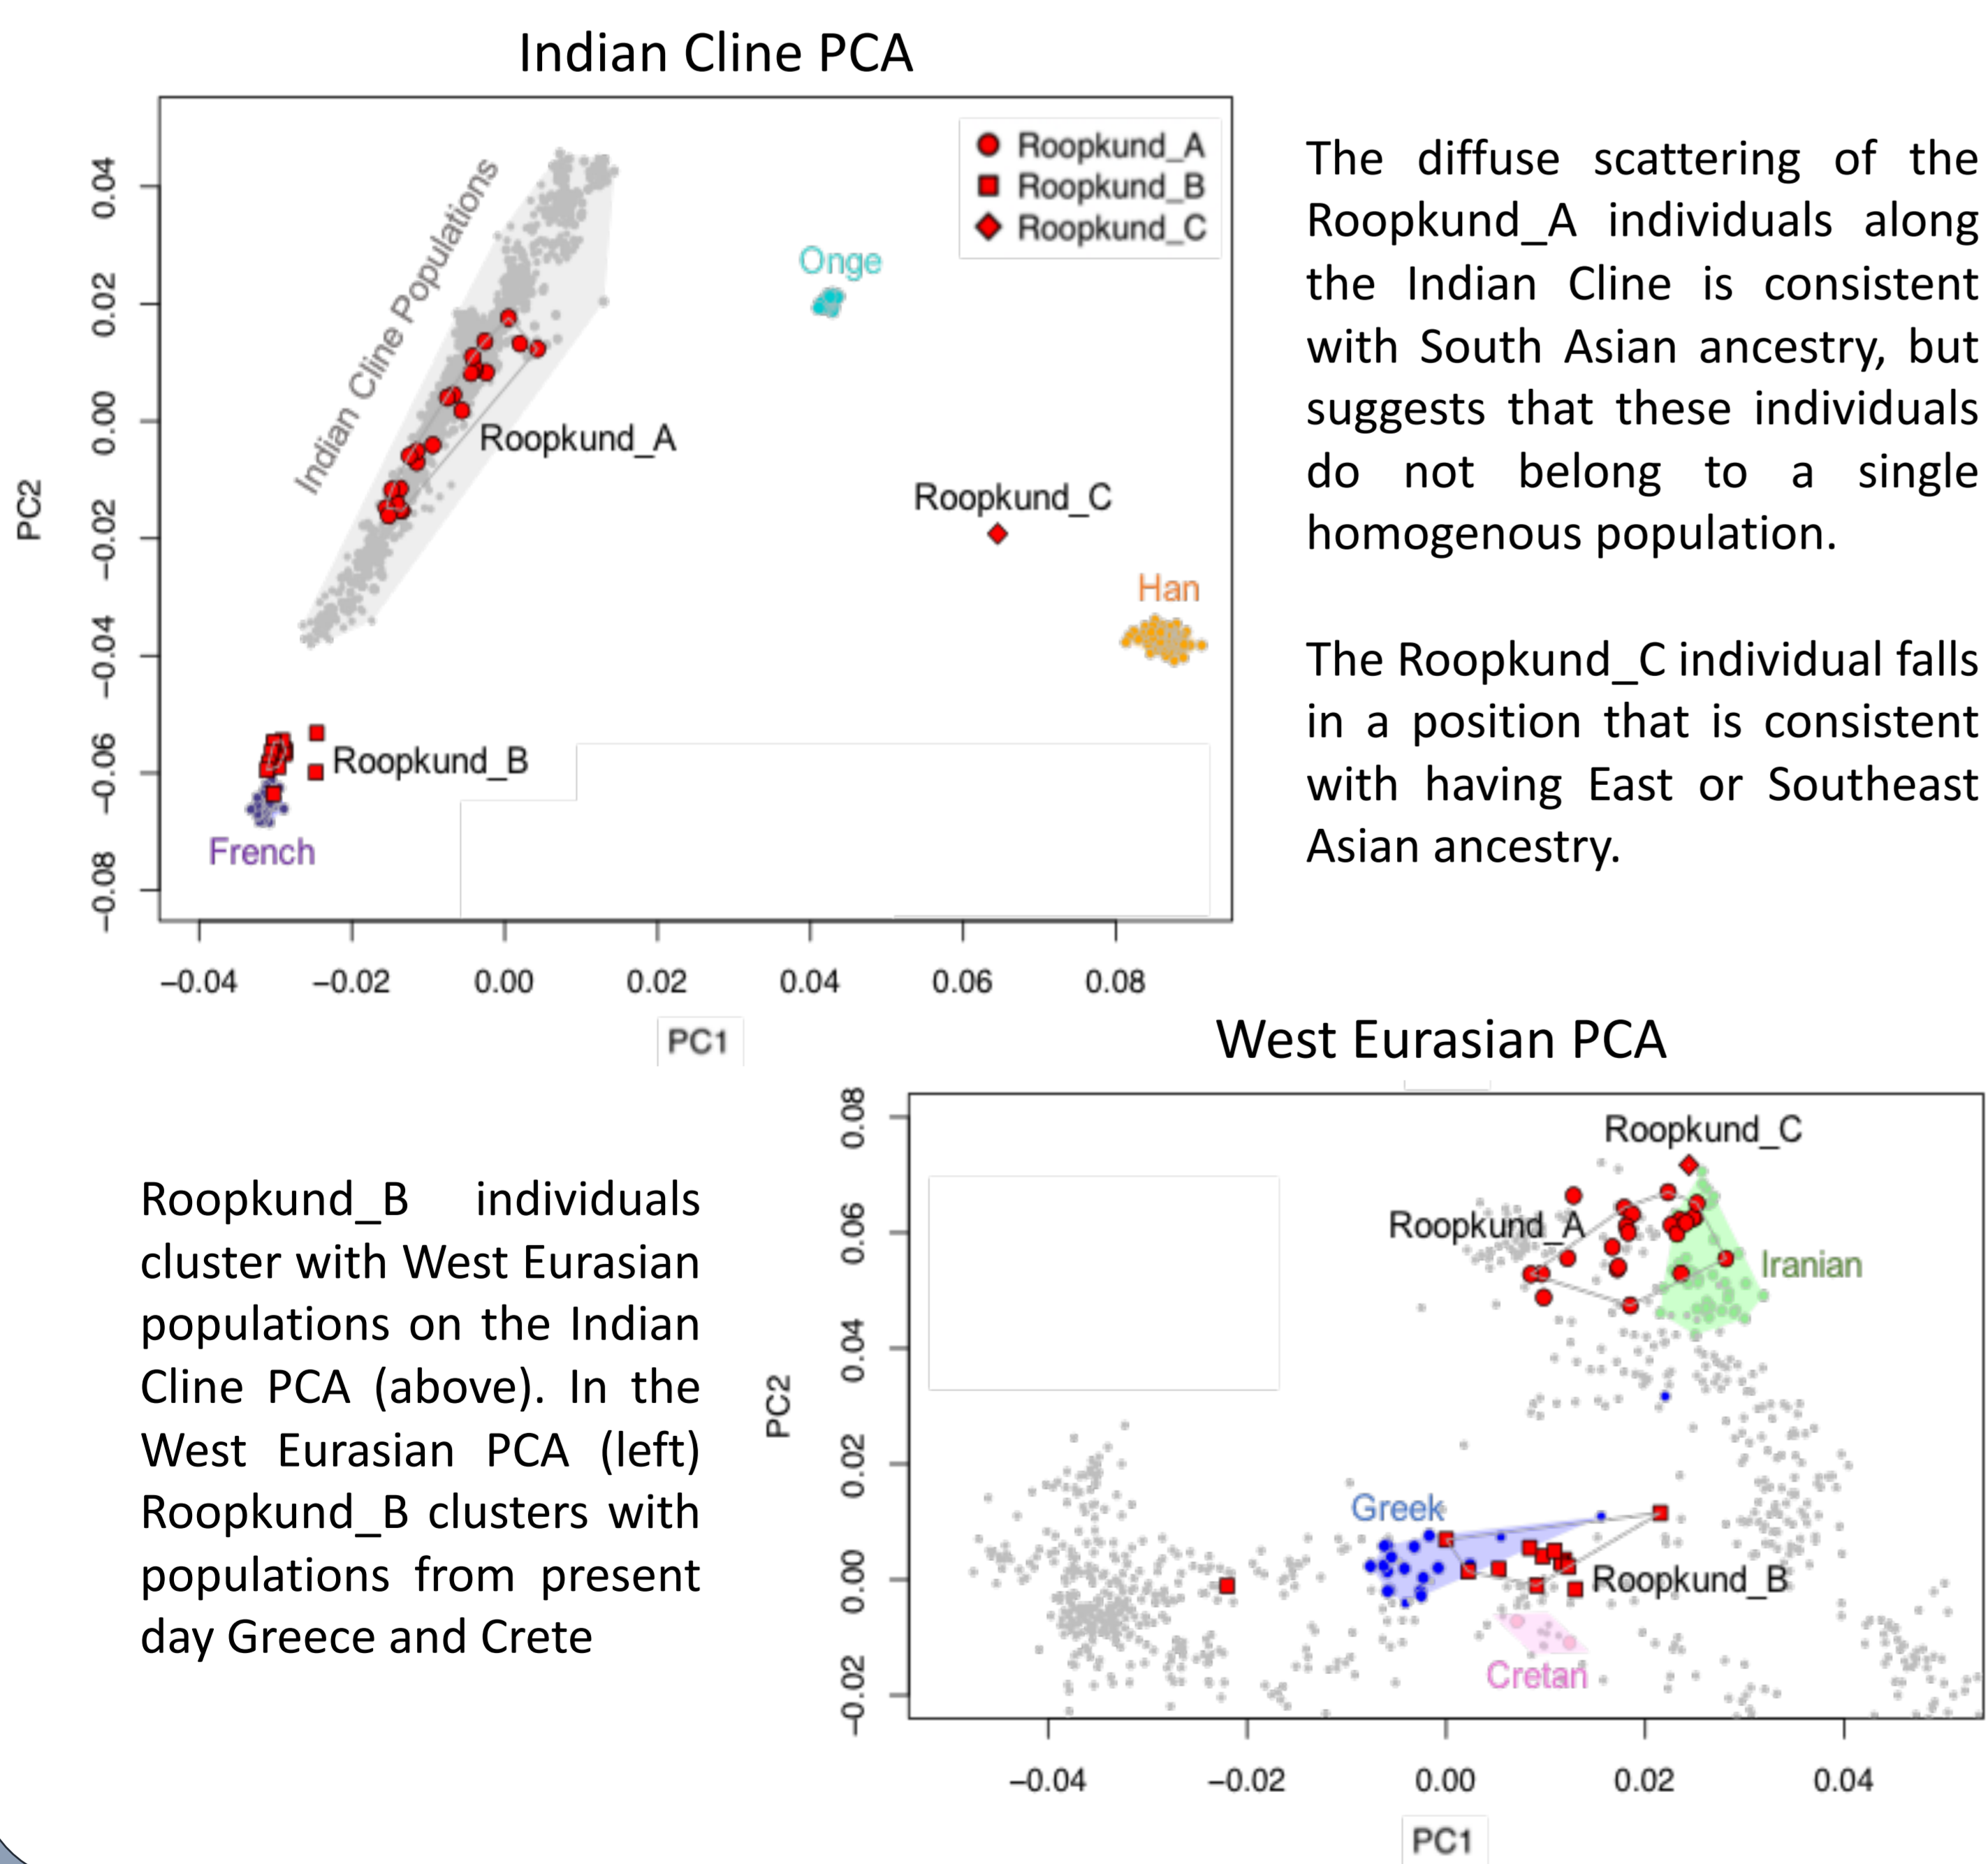 Indian Cline PCA
Roopkund_A
Roopkund_B
Roopkund_C
Indian Cline Populations
Onge
Roopkund_A
Roopkund_C
Han
Roopkund_B
French
PC2
0.04
0.02
0.00
−0.02
−0.04
−0.06
−0.08
−0.04
−0.02
0.00
0.02
0.04
0.06
0.08
PC1
The diffuse scattering of the
Roopkund_A individuals along
the Indian Cline is consistent
with South Asian ancestry, but
suggests that these individuals
do not belong to a single
homogenous population.
The Roopkund_C individual falls
in a position that is consistent
with having East or Southeast
Asian ancestry.
Roopkund_B individuals
cluster with West Eurasian
populations on the Indian
Cline PCA (above). In the
West Eurasian PCA (left)
Roopkund_B clusters with
populations from present
day Greece and Crete
West Eurasian PCA
Roopkund_C
Roopkund_A
Iranian
Greek
Roopkund_B
Cretan
PC2
0.08
0.06
0.04
0.02
0.00
−0.02
−0.04
−0.02
0.00
0.02
0.04
PC1